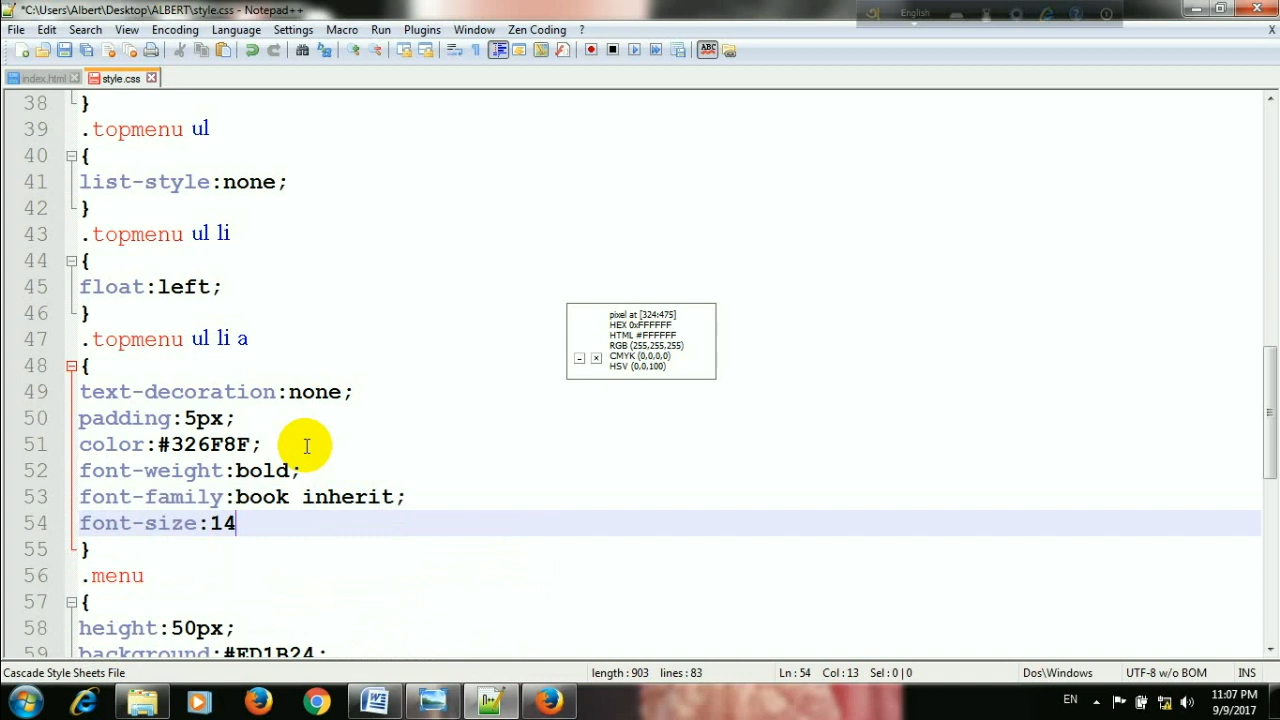 *C:\Users\Albert\Desktop\ALBERT\style.css - Notepad++
English
File Edit Search View Encoding Language Settings Macro Run Plugins Window Zen Coding ? X
ABC
index.html style.css
38 }
39 .topmenu ul
40 {
41 list-style:none;
42 }
43 .topmenu ul li
44 {
45 float:left;
46 }
47 .topmenu ul li a
48 {
49 text-decoration:none;
50 padding:5px;
51 color:#326F8F;
52 font-weight:bold;
53 font-family:book inherit;
54 font-size:14
55 }
56 .menu
57 {
58 height:50px;
59 background:#ED1B24;
pixel at [324:475]
HEX 0xFFFFFF
HTML #FFFFFF
RGB (255,255,255)
CMYK (0,0,0,0)
HSV (0,0,100)
Cascade Style Sheets File length : 903 lines : 83 Ln : 54 Col : 13 Sel : 0 | 0 Dos\Windows UTF-8 w/o BOM INS
EN 11:07 PM
9/9/2017